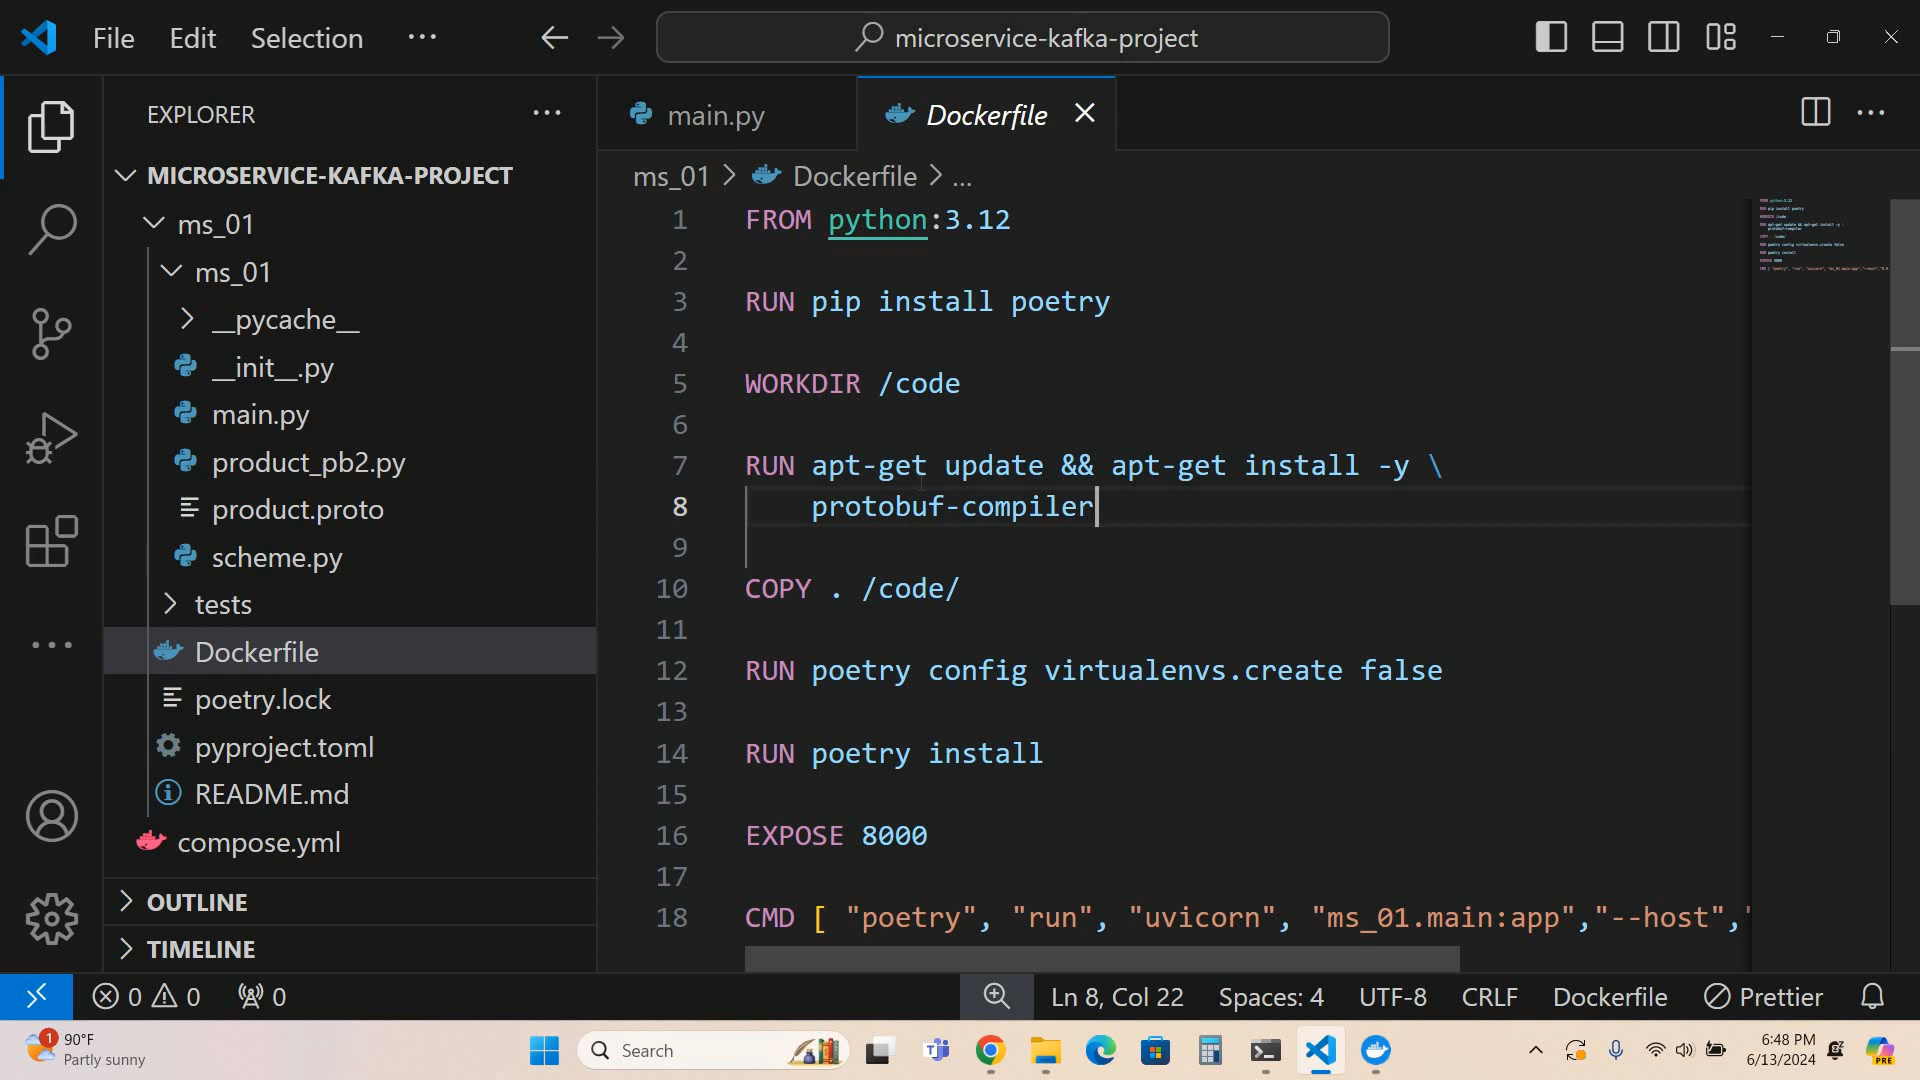 File Edit Selection ··· microservice-kafka-project
EXPLORER ···
MICROSERVICE-KAFKA-PROJECT
ms_01
ms_01
__pycache__
__init__.py
main.py
product_pb2.py
product.proto
scheme.py
tests
Dockerfile
poetry.lock
pyproject.toml
README.md
compose.yml
OUTLINE
TIMELINE
main.py Dockerfile
ms_01 > Dockerfile > ...
1 FROM python:3.12
2
3 RUN pip install poetry
4
5 WORKDIR /code
6
7 RUN apt-get update && apt-get install -y \
8 protobuf-compiler
9
10 COPY . /code/
11
12 RUN poetry config virtualenvs.create false
13
14 RUN poetry install
15
16 EXPOSE 8000
17
18 CMD [ "poetry", "run", "uvicorn", "ms_01.main:app","--host","
0 0 0 Ln 8, Col 22 Spaces: 4 UTF-8 CRLF Dockerfile Prettier
1 90°F
Partly sunny
Search
6:48 PM
6/13/2024
PRE